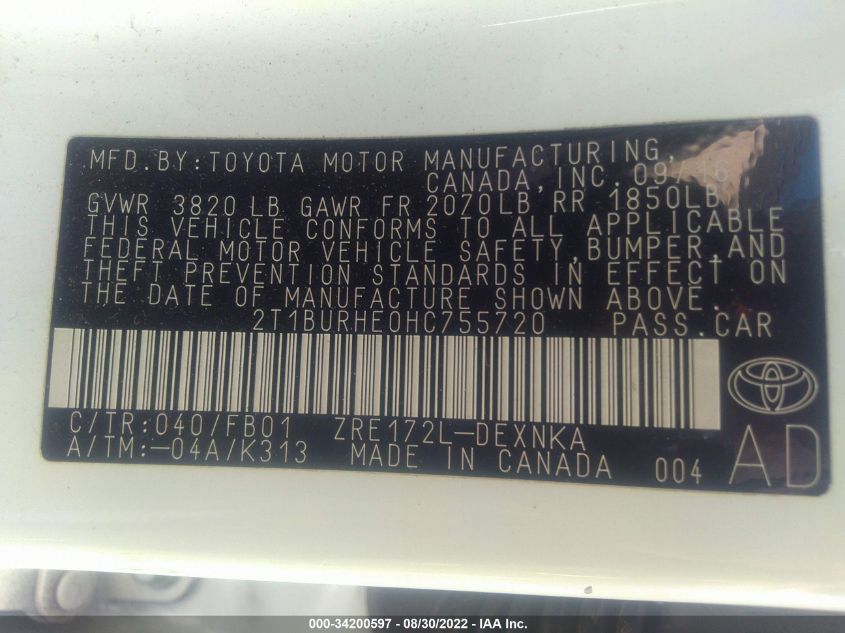 MFD.BY:TOYOTA MOTOR MANUFACTURING,
CANADA,INC. 09/16
GVWR 3820 LB GAWR FR 2070LB RR 1850LB
THIS VEHICLE CONFORMS TO ALL APPLICABLE
FEDERAL MOTOR VEHICLE SAFETY,BUMPER,AND
THEFT PREVENTION STANDARDS IN EFFECT ON
THE DATE OF MANUFACTURE SHOWN ABOVE.
2T1BURHE0HC755720 PASS.CAR
C/TR:040/FB01 ZRE172L-DEXNKA
A/TM:-04A/K313 MADE IN CANADA 004 AD
000-34200597 - 08/30/2022 - IAA Inc.